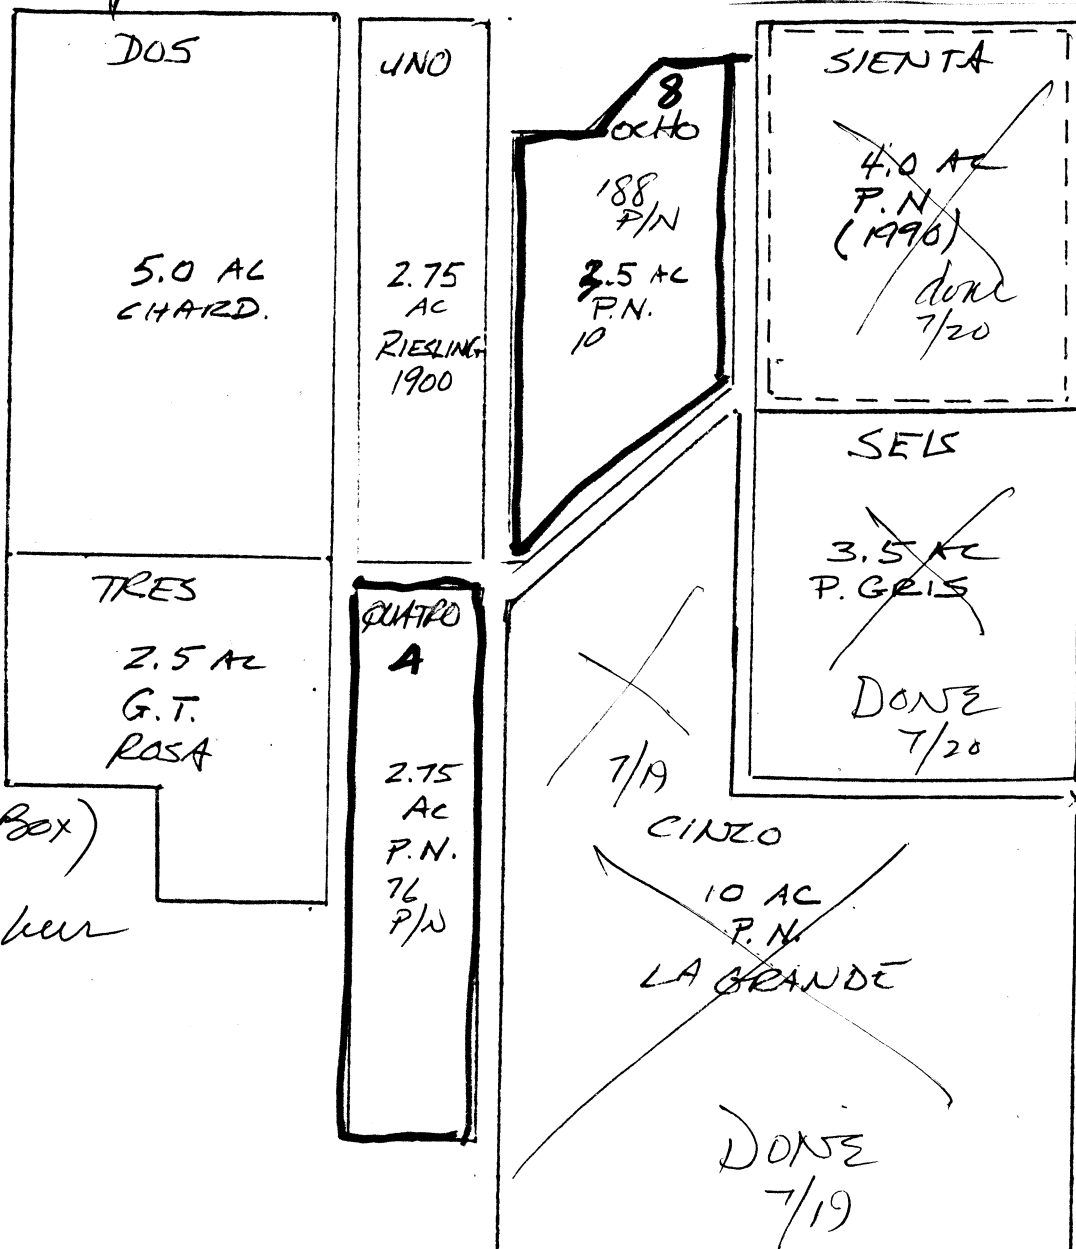 DOS
5.0 AC
CHARD.
UNO
2.75
AC
RIESLING
1900
8
OCHO
'88
P/N
3.5 AC
P.N.
10
SIENTA
4.0 AC
P.N
(1990)
done
7/20
SEIS
3.5 AC
P. GRIS
DONE
7/20
TRES
2.5 AC
G.T.
ROSA
Box)
QUATRO
4
2.75
AC
P.N.
76
P/N
7/19
CINZO
10 AC
P.N.
LA GRANDE
DONE
7/19